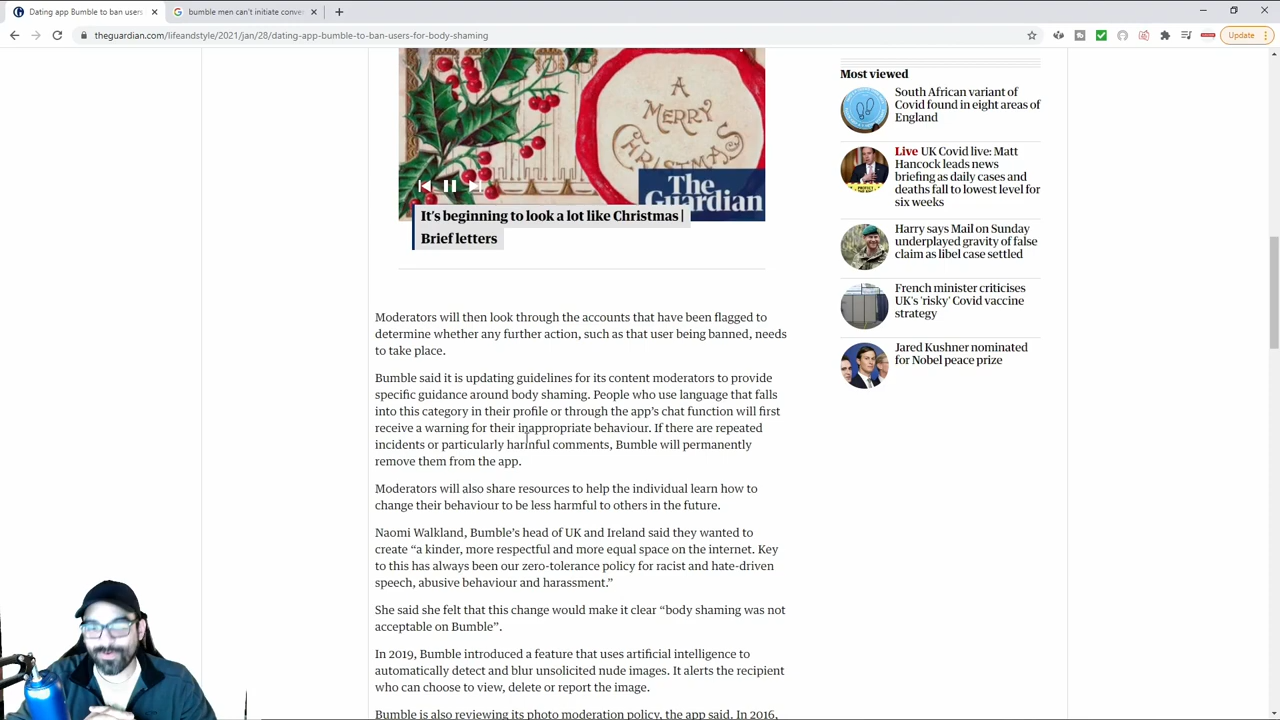 Dating app Bumble to ban users
bumble men can't initiate conve
theguardian.com/lifeandstyle/2021/jan/28/dating-app-bumble-to-ban-users-for-body-shaming
Update
A
MERRY
CHRISTMAS
The
Guardian
It's beginning to look a lot like Christmas |
Brief letters
Moderators will then look through the accounts that have been flagged to
determine whether any further action, such as that user being banned, needs
to take place.
Bumble said it is updating guidelines for its content moderators to provide
specific guidance around body shaming. People who use language that falls
into this category in their profile or through the app's chat function will first
receive a warning for their inappropriate behaviour. If there are repeated
incidents or particularly harmful comments, Bumble will permanently
remove them from the app.
Moderators will also share resources to help the individual learn how to
change their behaviour to be less harmful to others in the future.
Naomi Walkland, Bumble's head of UK and Ireland said they wanted to
create “a kinder, more respectful and more equal space on the internet. Key
to this has always been our zero-tolerance policy for racist and hate-driven
speech, abusive behaviour and harassment.”
She said she felt that this change would make it clear “body shaming was not
acceptable on Bumble”.
In 2019, Bumble introduced a feature that uses artificial intelligence to
automatically detect and blur unsolicited nude images. It alerts the recipient
who can choose to view, delete or report the image.
Bumble is also reviewing its photo moderation policy, the app said. In 2016,
Most viewed
South African variant of
Covid found in eight areas of
England
Live UK Covid live: Matt
Hancock leads news
briefing as daily cases and
deaths fall to lowest level for
six weeks
Harry says Mail on Sunday
underplayed gravity of false
claim as libel case settled
French minister criticises
UK's 'risky' Covid vaccine
strategy
Jared Kushner nominated
for Nobel peace prize